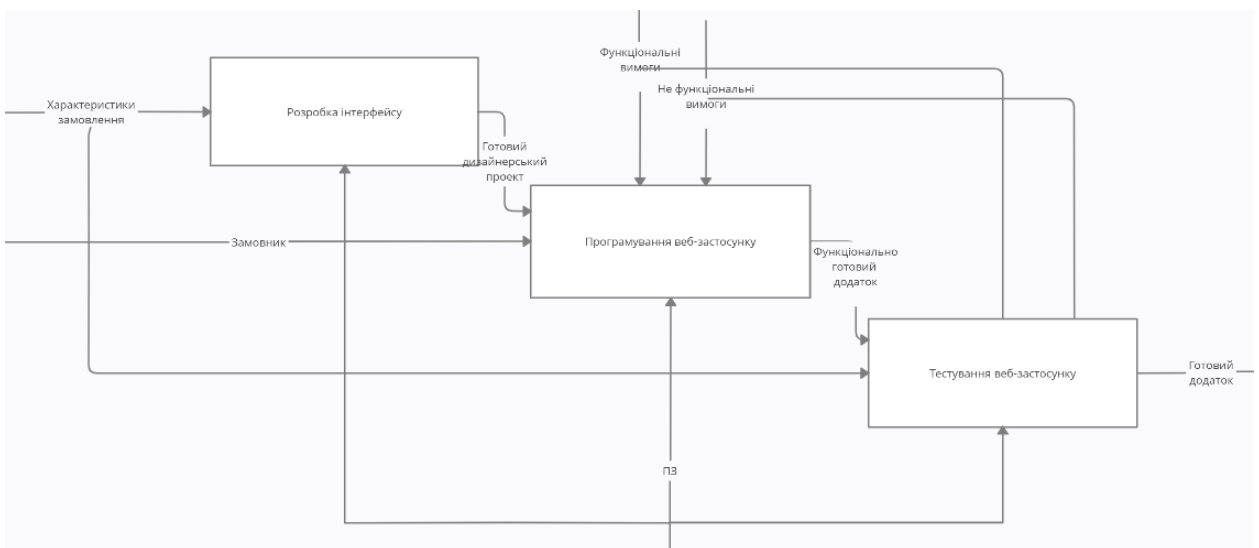 Функціональні
вимоги
Не функціональні
вимоги
Характеристики
замовлення
Розробка інтерфейсу
Готовий
дизайнерський
проект
Замовник
Програмування веб-застосунку
Функціонально
готовий
додаток
Тестування веб-застосунку
Готовий
додаток
ПЗ